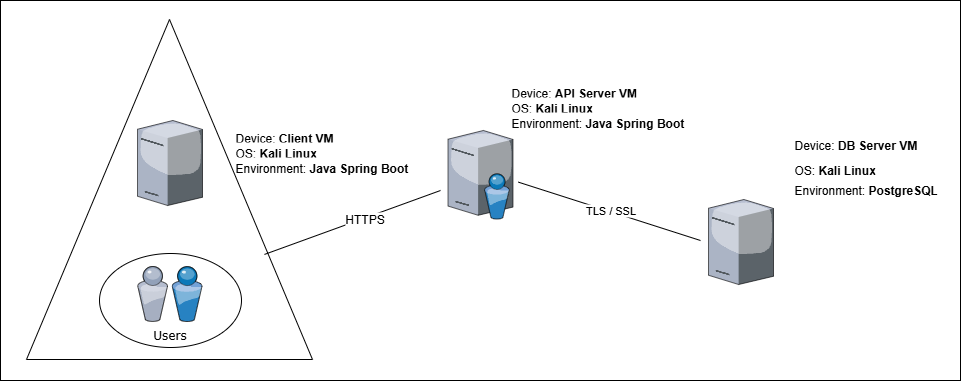 Device: Client VM
OS: Kali Linux
Environment: Java Spring Boot
Users
HTTPS
Device: API Server VM
OS: Kali Linux
Environment: Java Spring Boot
TLS / SSL
Device: DB Server VM
OS: Kali Linux
Environment: PostgreSQL